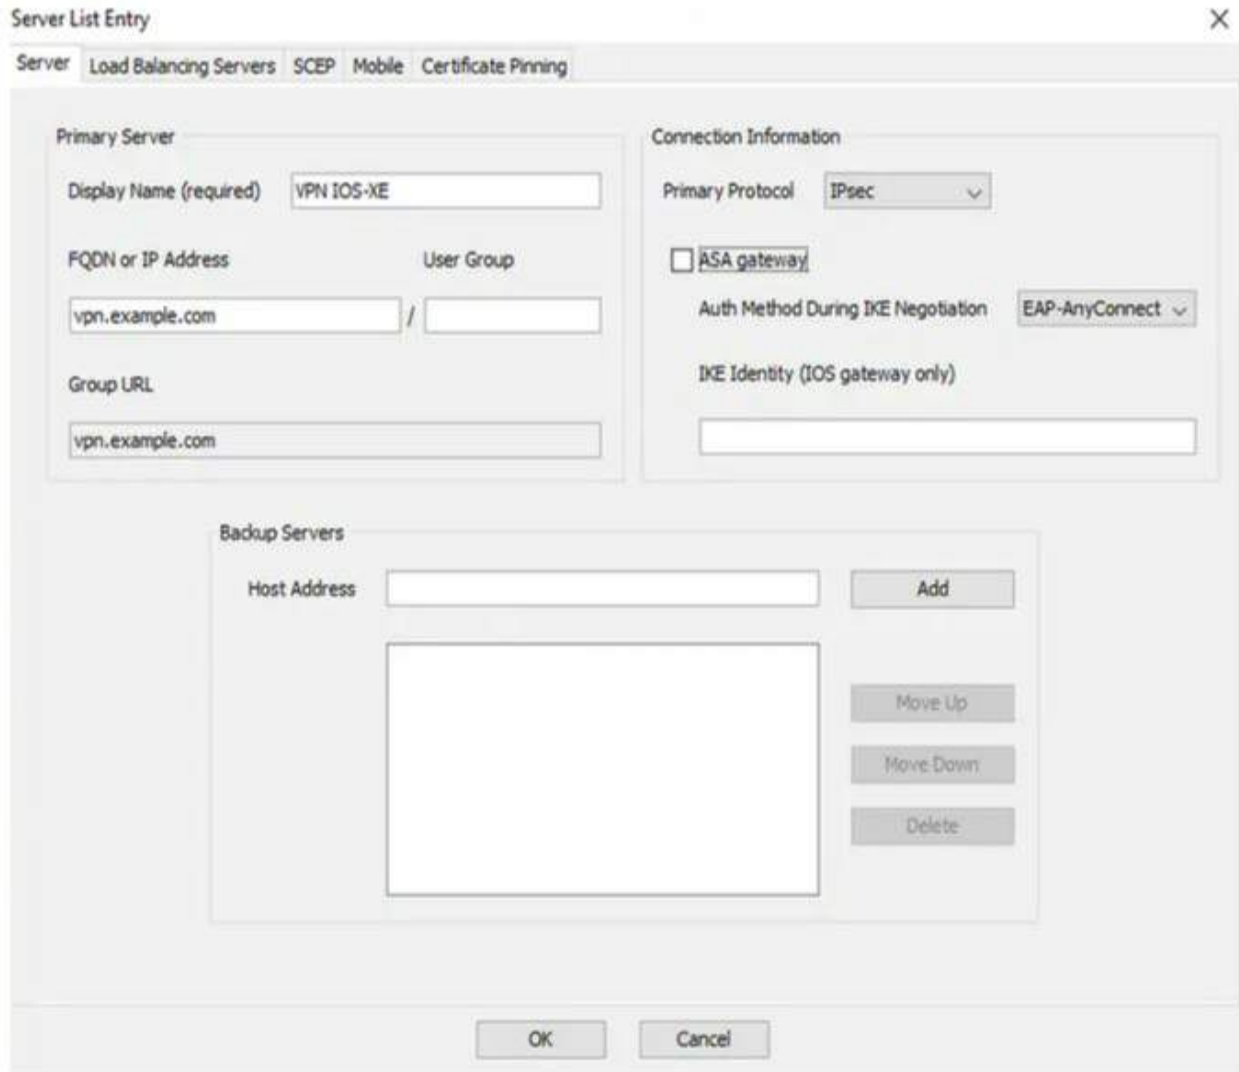 Server List Entry
Server Load Balancing Servers SCEP Mobile Certificate Pinning
Primary Server
Display Name (required) VPN IOS-XE
FQDN or IP Address User Group
vpn.example.com /
Group URL
vpn.example.com
Connection Information
Primary Protocol IPsec
ASA gateway
Auth Method During IKE Negotiation EAP-AnyConnect
IKE Identity (IOS gateway only)
Backup Servers
Host Address Add
Move Up
Move Down
Delete
OK Cancel